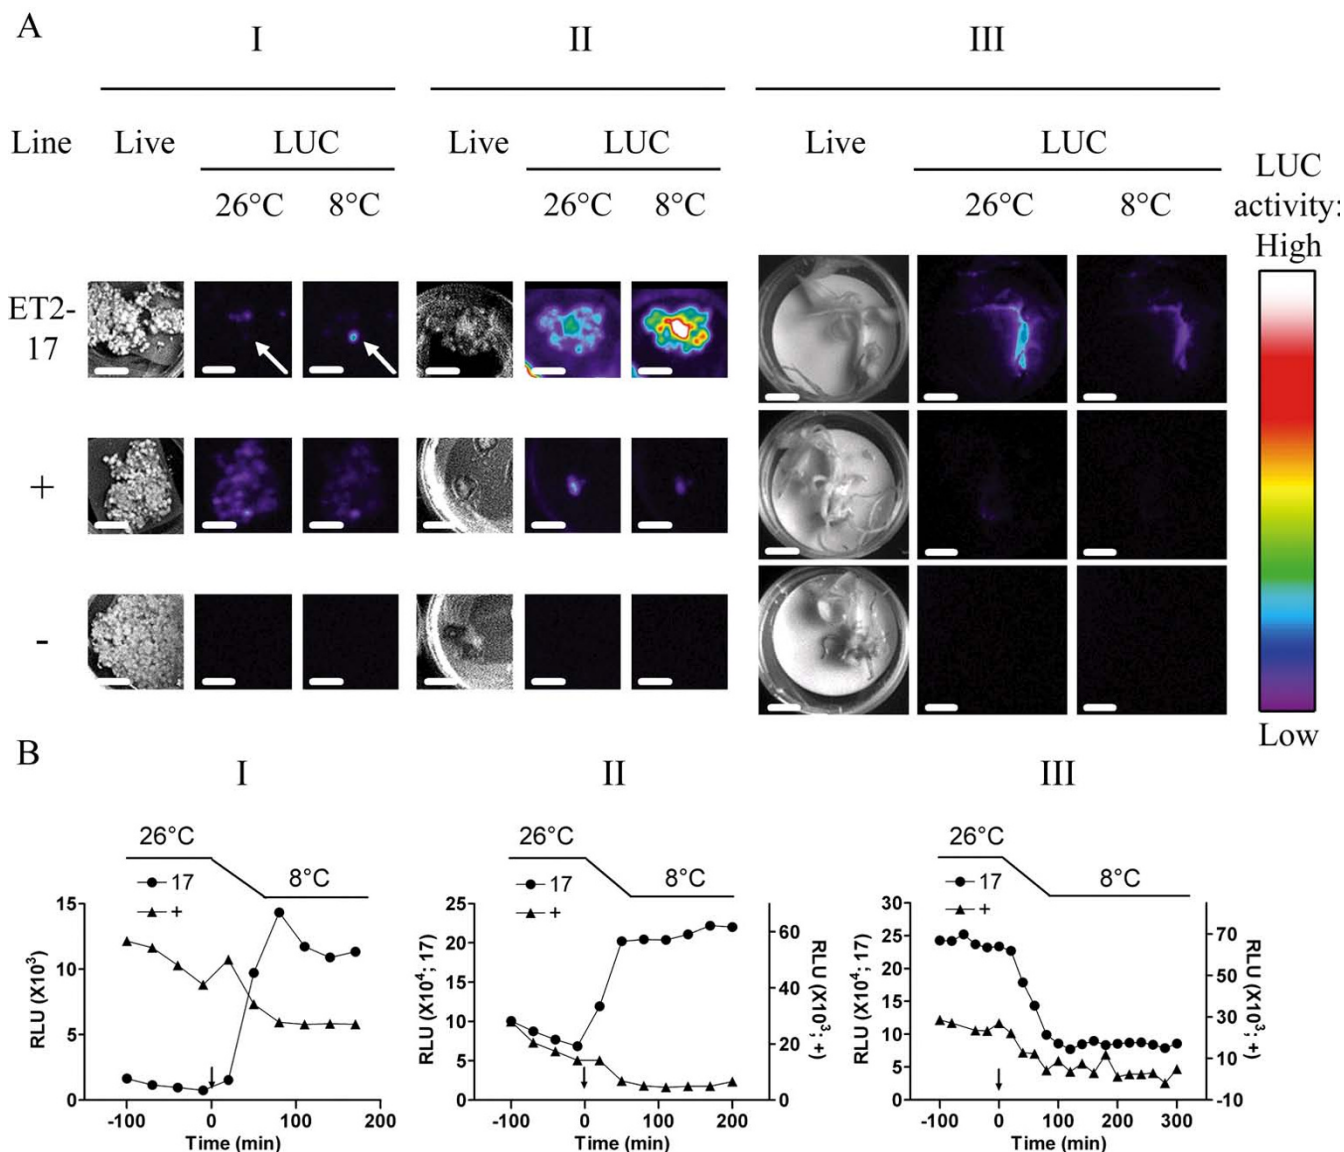 A
I II III
Line Live LUC Live LUC Live LUC
26°C 8°C 26°C 8°C 26°C 8°C
LUC
activity:
High
ET2-
17
+
-
Low
B
I
26°C
8°C
17
+
15
10
5
0
RLU (X10³)
-100 0 100 200
Time (min)
II
26°C
8°C
17
+
25
20
15
10
5
0
RLU (X10⁴; 17)
60
40
20
0
RLU (X10³; +)
-100 0 100 200
Time (min)
III
26°C
8°C
17
+
30
25
20
15
10
5
0
RLU (X10⁴; 17)
70
50
30
10
-10
RLU (X10³; +)
-100 0 100 200 300
Time (min)